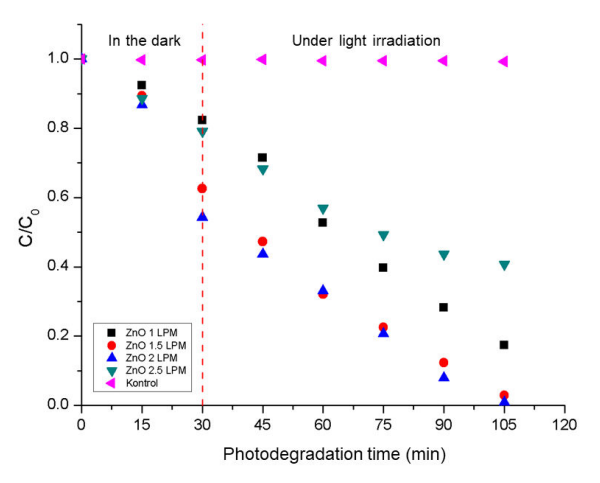 In the dark
Under light irradiation
1.0
0.8
0.6
0.4
0.2
0.0
C/C0
ZnO 1 LPM
ZnO 1.5 LPM
ZnO 2 LPM
ZnO 2.5 LPM
Kontrol
0 15 30 45 60 75 90 105 120
Photodegradation time (min)